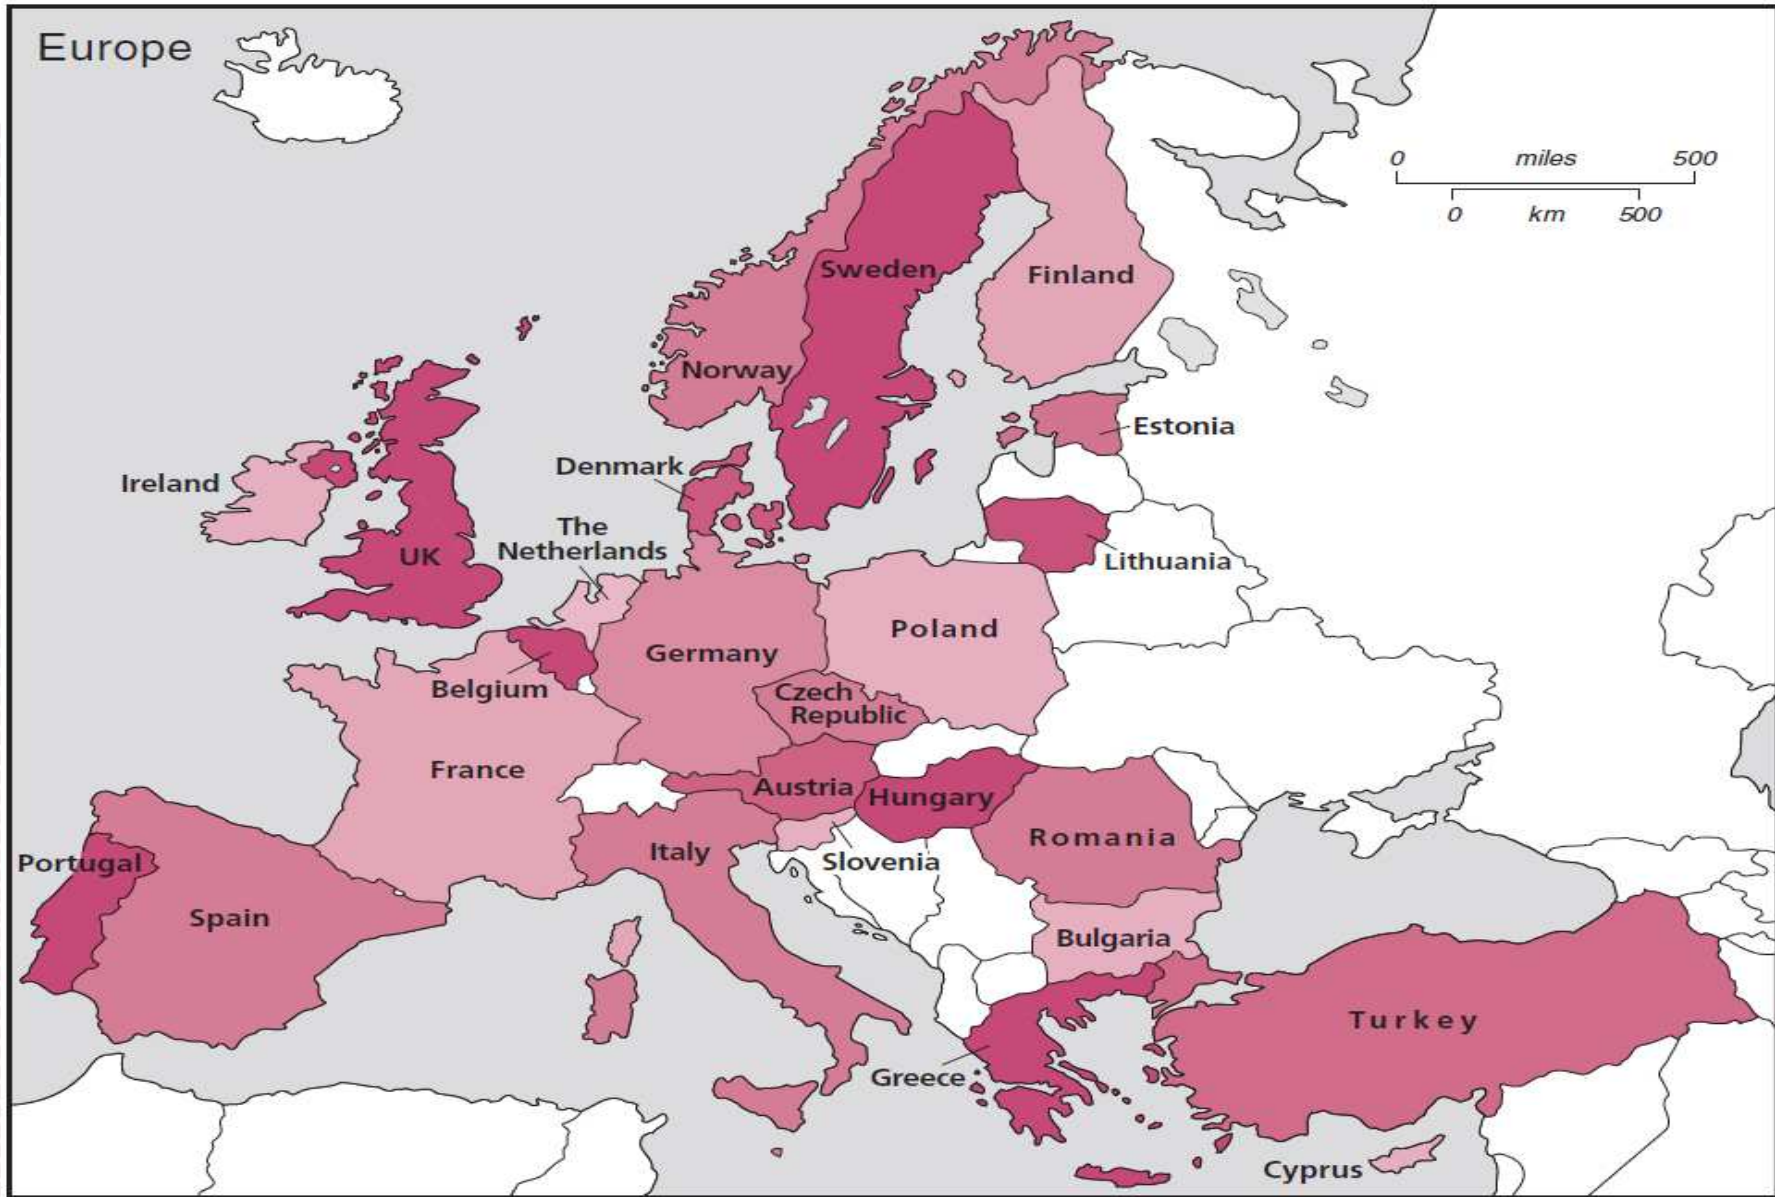 Europe
0 miles 500
0 km 500
Sweden
Finland
Norway
Estonia
Denmark
Ireland
The
Netherlands
UK
Lithuania
Poland
Germany
Belgium
Czech
Republic
France
Austria
Hungary
Romania
Italy
Slovenia
Portugal
Spain
Bulgaria
Turkey
Greece
Cyprus